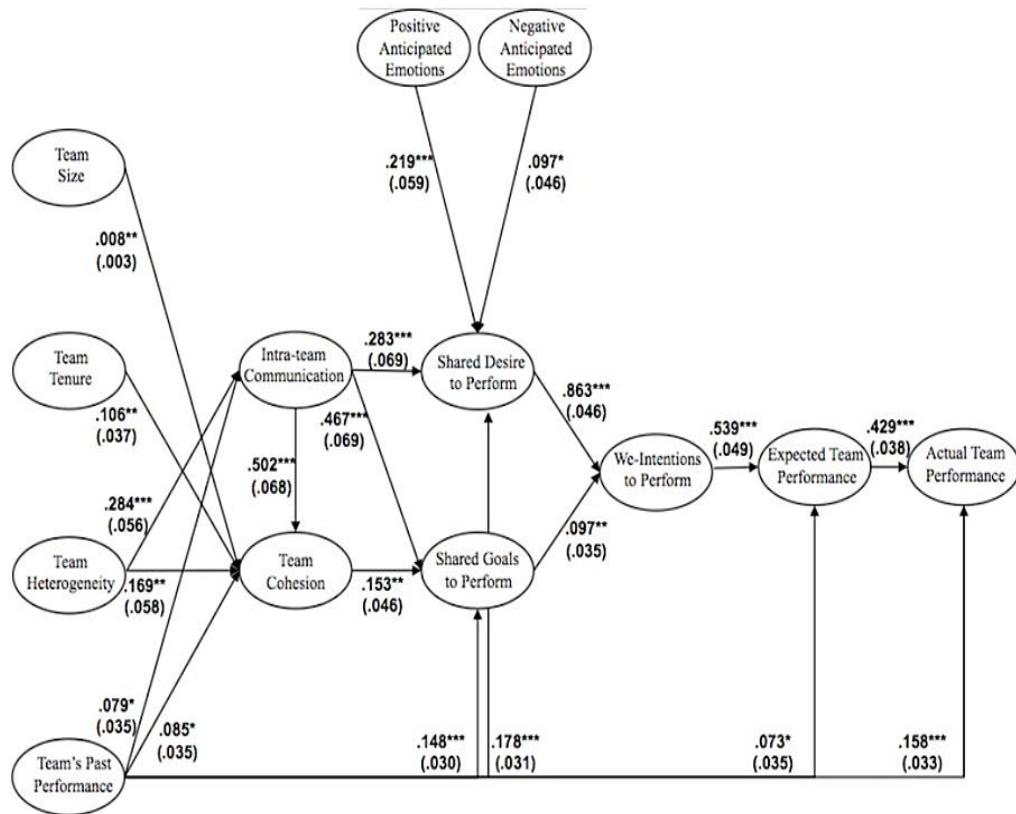 Positive
Anticipated
Emotions
Negative
Anticipated
Emotions
.219***
(.059)
.097*
(.046)
Team
Size
.008**
(.003)
Team
Tenure
.106**
(.037)
Intra-team
Communication
.283***
(.069)
Shared Desire
to Perform
.863***
(.046)
.467***
(.069)
.502***
(.068)
We-Intentions
to Perform
.539***
(.049)
Expected Team
Performance
.429***
(.038)
Actual Team
Performance
.284***
(.056)
.097**
(.035)
Team
Heterogeneity
.169**
(.058)
Team
Cohesion
.153**
(.046)
Shared Goals
to Perform
.079*
(.035)
.085*
(.035)
Team's Past
Performance
.148***
(.030)
.178***
(.031)
.073*
(.035)
.158***
(.033)